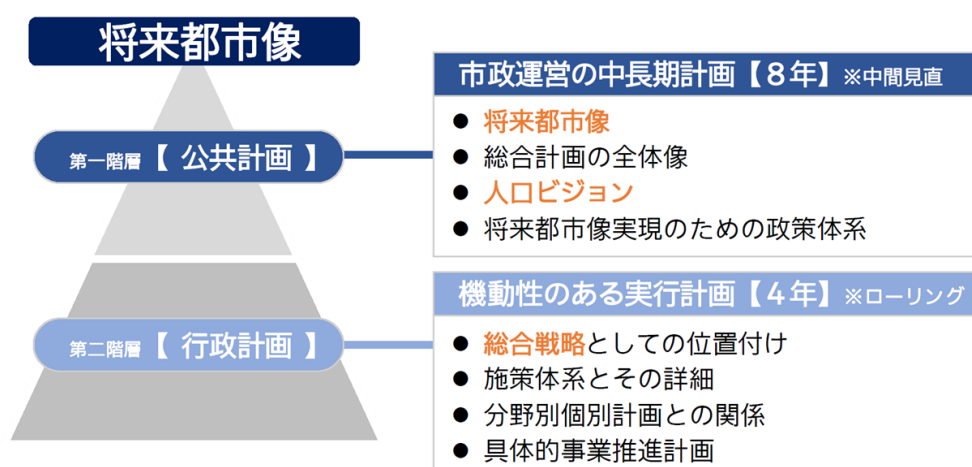 将来都市像
第一階層【 公共計画 】
市政運営の中長期計画【8年】※中間見直
● 将来都市像
● 総合計画の全体像
● 人口ビジョン
● 将来都市像実現のための政策体系
第二階層【 行政計画 】
機動性のある実行計画【4年】※ローリング
● 総合戦略としての位置付け
● 施策体系とその詳細
● 分野別個別計画との関係
● 具体的事業推進計画